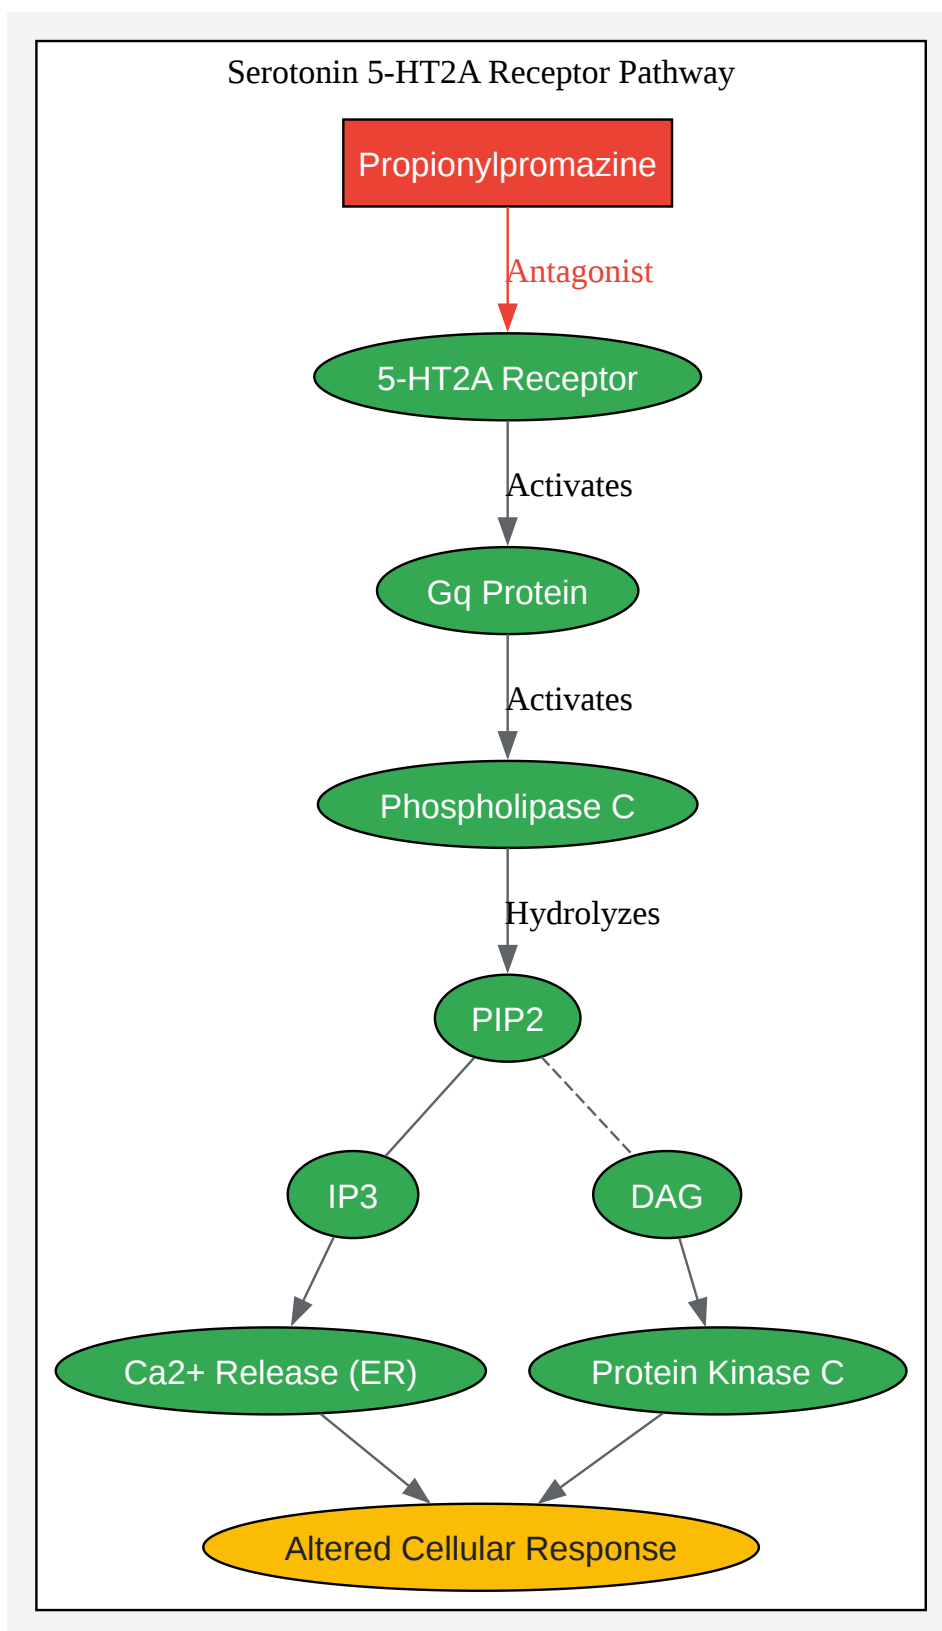 Serotonin 5-HT2A Receptor Pathway
Propionylpromazine
Antagonist
5-HT2A Receptor
Activates
Gq Protein
Activates
Phospholipase C
Hydrolyzes
PIP2
IP3
DAG
Ca2+ Release (ER)
Protein Kinase C
Altered Cellular Response